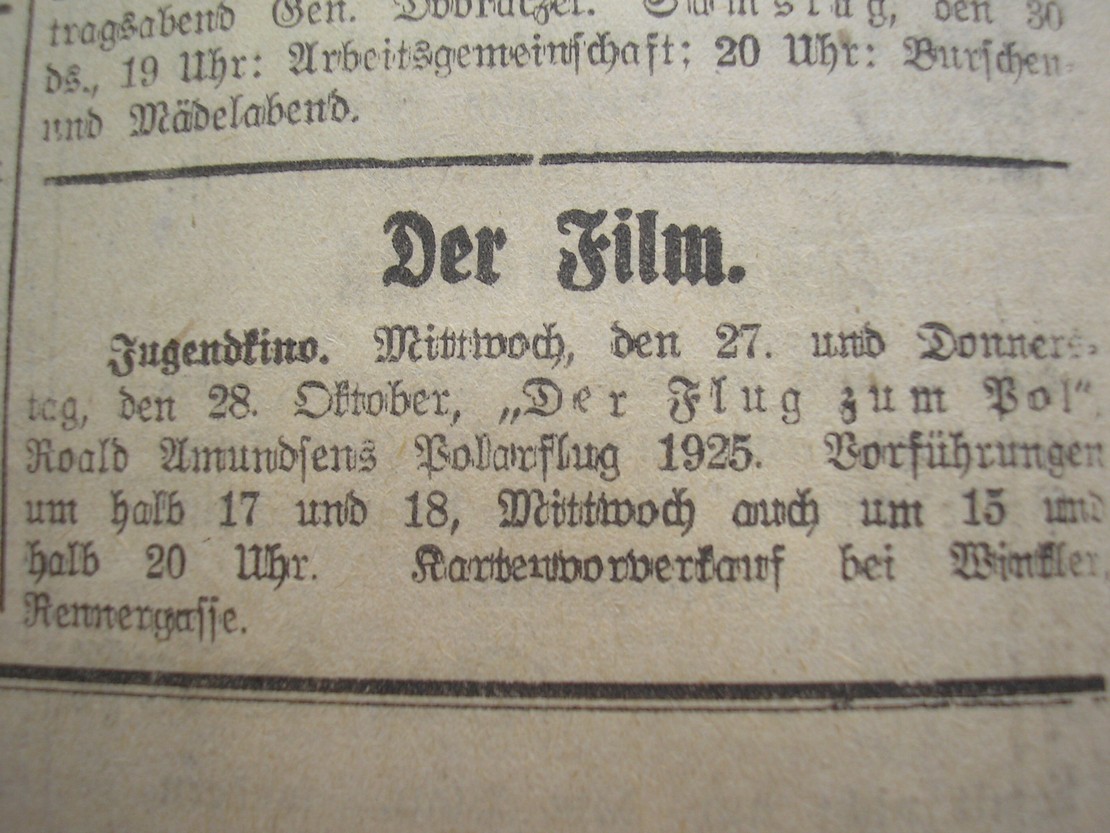 tragsabend Gen. Samstag, den 30
ds., 19 Uhr: Arbeitsgemeinschaft; 20 Uhr: Burschen-
und Mädelabend.
Der Film.
Jugendkino. Mittwoch, den 27. und Donners-
tag, den 28. Oktober, „Der Flug zum Pol“,
Roald Amundsens Polarflug 1925. Vorführungen
um halb 17 und 18, Mittwoch auch um 15 und
halb 20 Uhr. Kartenvorverkauf bei Winkler,
Rennergasse.